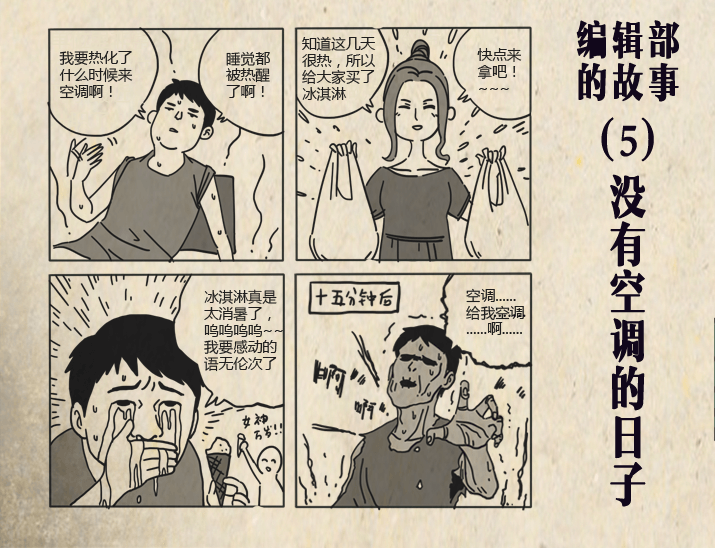 编辑部
的故事
(5)
没有空调的日子
我要热化了
什么时候来
空调啊！
睡觉都
被热醒
了啊！
知道这几天
很热，所以
给大家买了
冰淇淋
快点来
拿吧！
~~~
冰淇淋真是
太消暑了，
呜呜呜呜~~
我要感动的
语无伦次了
女神
万岁!!
十五分钟后
空调……
给我空调
……啊……
啊
啊